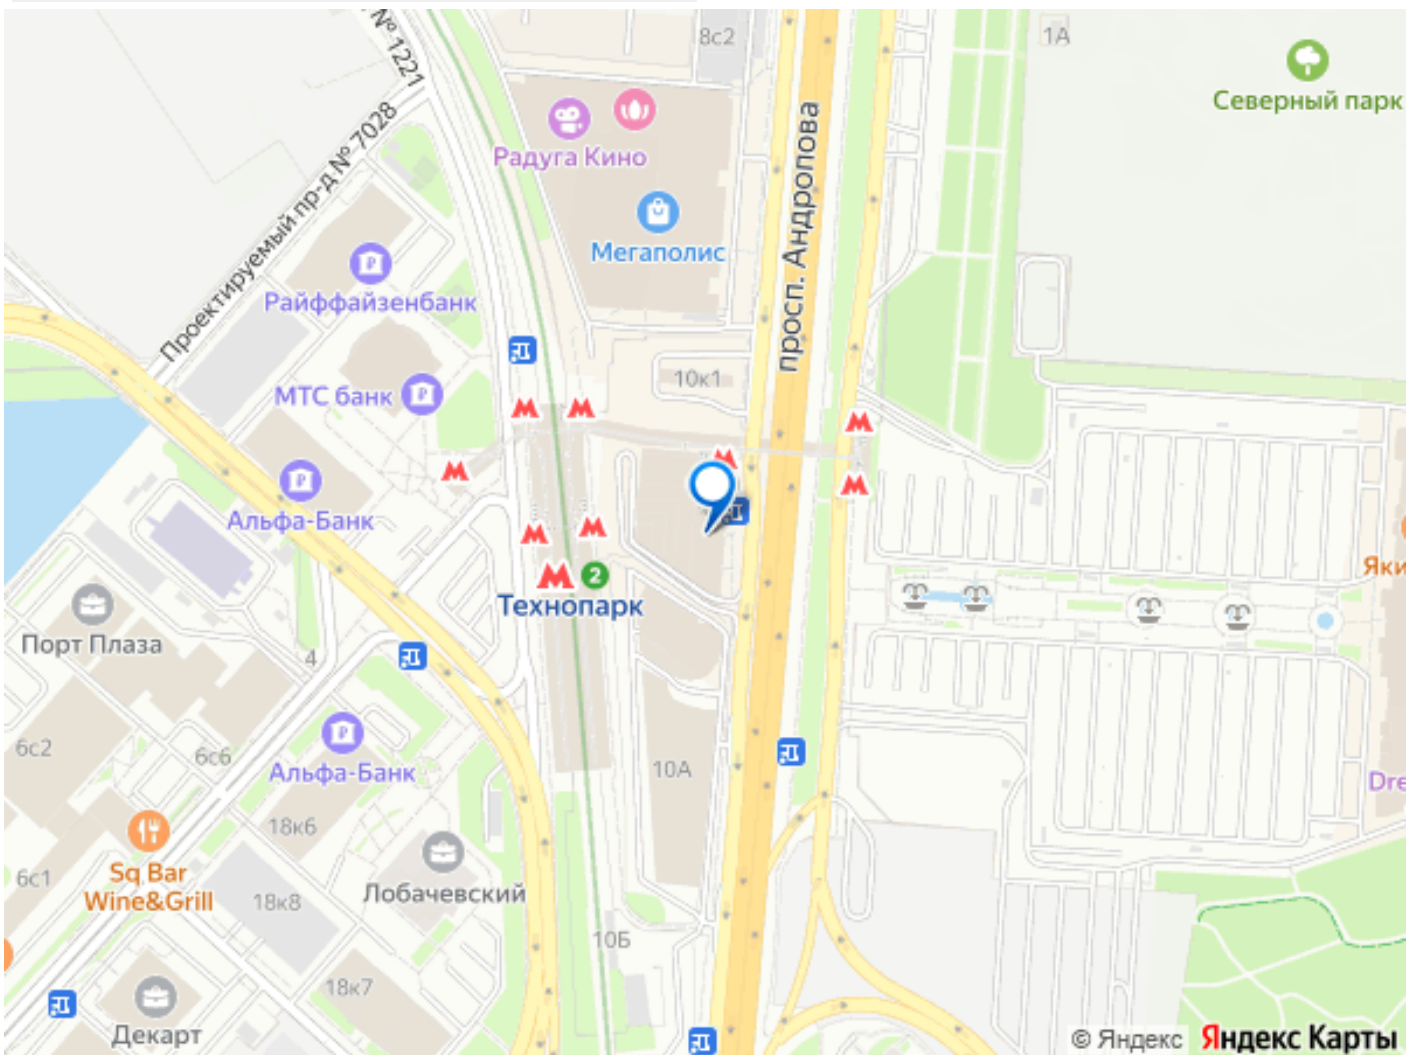 № 1221
8с2
1А
Северный парк
Проектируемый пр-д № 7028
Радуга Кино
просп. Андропова
Мегаполис
Райффайзенбанк
10к1
МТС банк
Альфа-Банк
Яки
2
Технопарк
Порт Плаза
4
6с2
6с6
Альфа-Банк
10А
Dre
18к6
Sq Bar
Wine&Grill
6с1
Лобачевский
18к8
10Б
18к7
Декарт
© Яндекс Яндекс Карты